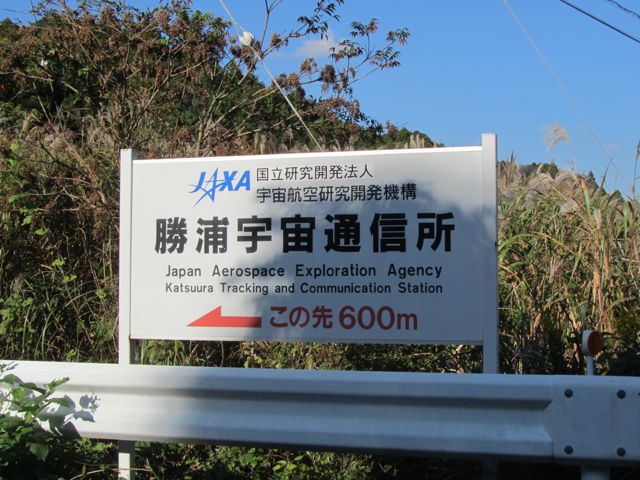 JAXA 国立研究開発法人
宇宙航空研究開発機構
勝浦宇宙通信所
Japan Aerospace Exploration Agency
Katsuura Tracking and Communication Station
この先600m